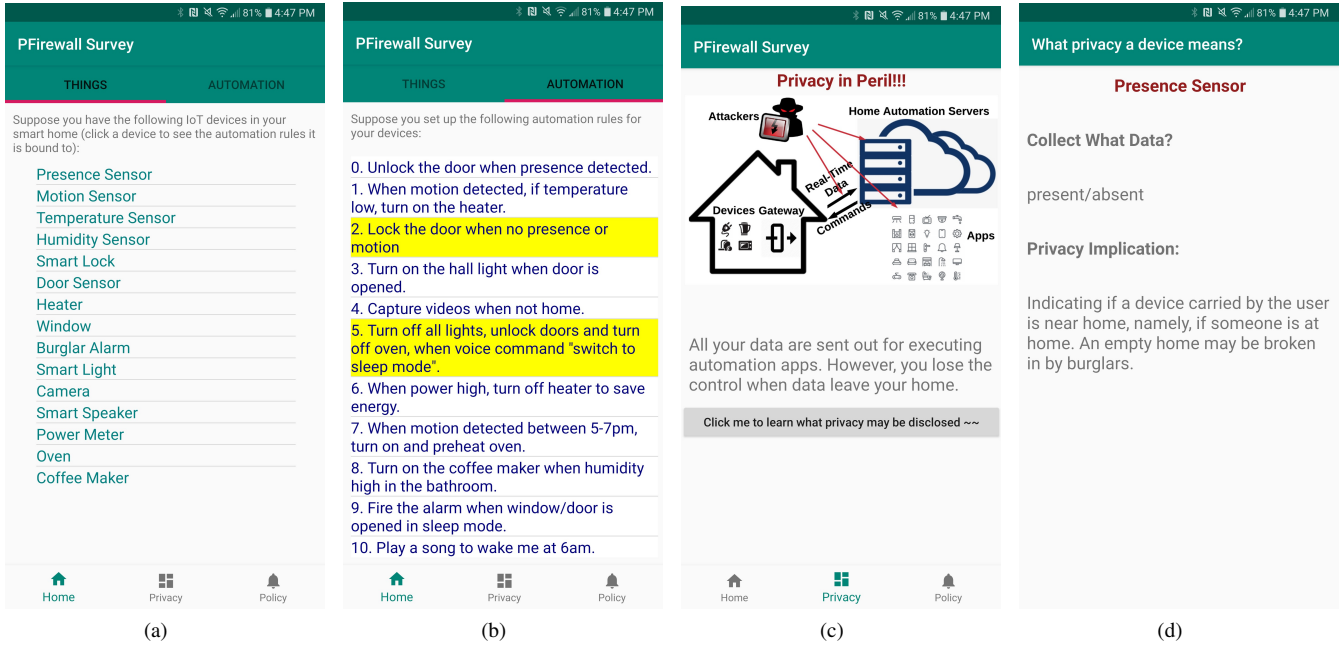 81% 4:47 PM
PFirewall Survey
THINGS
AUTOMATION
Suppose you have the following IoT devices in your
smart home (click a device to see the automation rules it
is bound to):
Presence Sensor
Motion Sensor
Temperature Sensor
Humidity Sensor
Smart Lock
Door Sensor
Heater
Window
Burglar Alarm
Smart Light
Camera
Smart Speaker
Power Meter
Oven
Coffee Maker
Home
Privacy
Policy
(a)
81% 4:47 PM
PFirewall Survey
THINGS
AUTOMATION
Suppose you set up the following automation rules for
your devices:
0. Unlock the door when presence detected.
1. When motion detected, if temperature
low, turn on the heater.
2. Lock the door when no presence or
motion
3. Turn on the hall light when door is
opened.
4. Capture videos when not home.
5. Turn off all lights, unlock doors and turn
off oven, when voice command "switch to
sleep mode".
6. When power high, turn off heater to save
energy.
7. When motion detected between 5-7pm,
turn on and preheat oven.
8. Turn on the coffee maker when humidity
high in the bathroom.
9. Fire the alarm when window/door is
opened in sleep mode.
10. Play a song to wake me at 6am.
Home
Privacy
Policy
(b)
81% 4:47 PM
PFirewall Survey
Privacy in Peril!!!
Attackers
Home Automation Servers
Real-Time
Data
Commands
Devices Gateway
Apps
All your data are sent out for executing
automation apps. However, you lose the
control when data leave your home.
Click me to learn what privacy may be disclosed ~~
Home
Privacy
Policy
(c)
81% 4:47 PM
What privacy a device means?
Presence Sensor
Collect What Data?
present/absent
Privacy Implication:
Indicating if a device carried by the user
is near home, namely, if someone is at
home. An empty home may be broken
in by burglars.
(d)